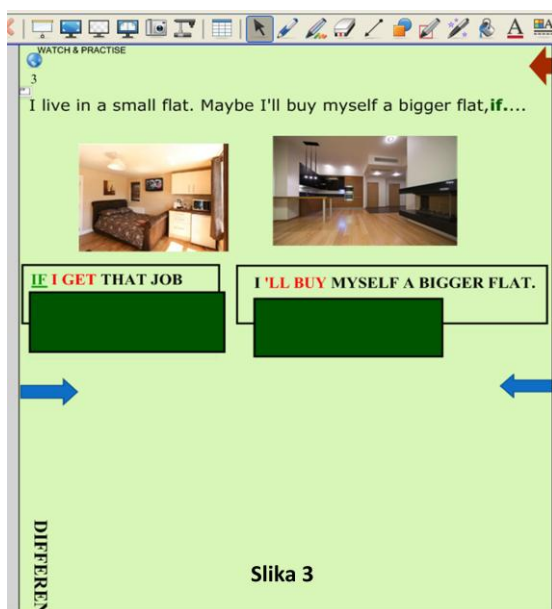 WATCH & PRACTISE
3
I live in a small flat. Maybe I'll buy myself a bigger flat,if....
IF I GET THAT JOB
I 'LL BUY MYSELF A BIGGER FLAT.
DIFFEREN
Slika 3